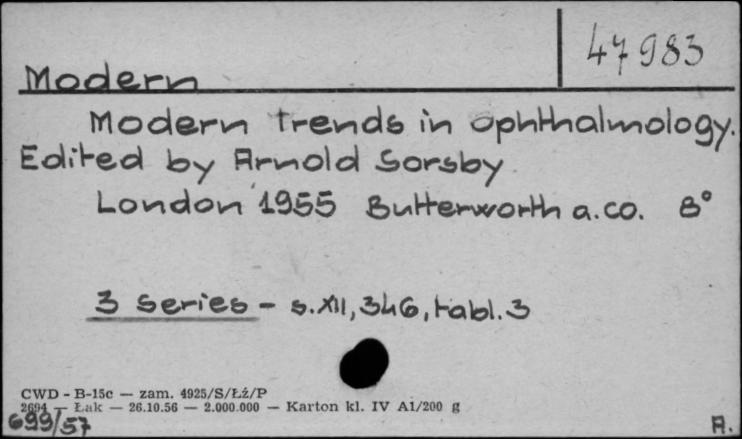 47983
Modern
Modern trends in ophthalmology.
Edited by Arnold Sorsby
London 1955 Butterworth a.co. 8°
3 series - s.XII, 346, tabl. 3
CWD - B-15c — zam. 4925/S/Łź/P
2694 — Łak — 26.10.56 — 2.000.000 — Karton kl. IV A1/200 g
699/57
A.